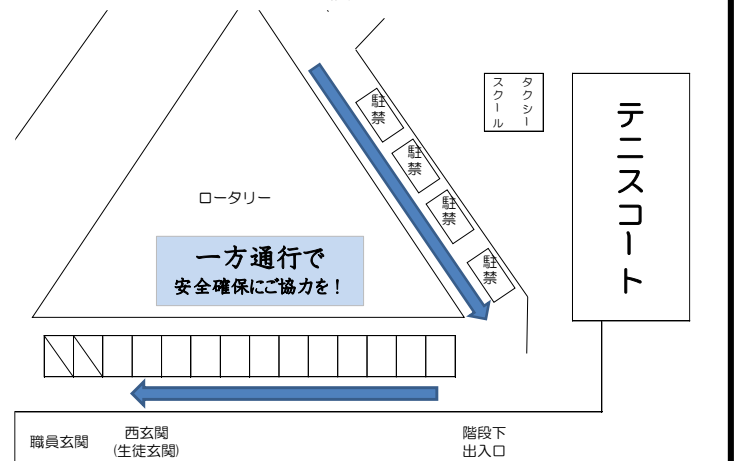 駐禁
駐禁
駐禁
駐禁
タクシー
スクール
テニスコート
ロータリー
一方通行で
安全確保にご協力を！
職員玄関
西玄関
(生徒玄関)
階段下
出入口